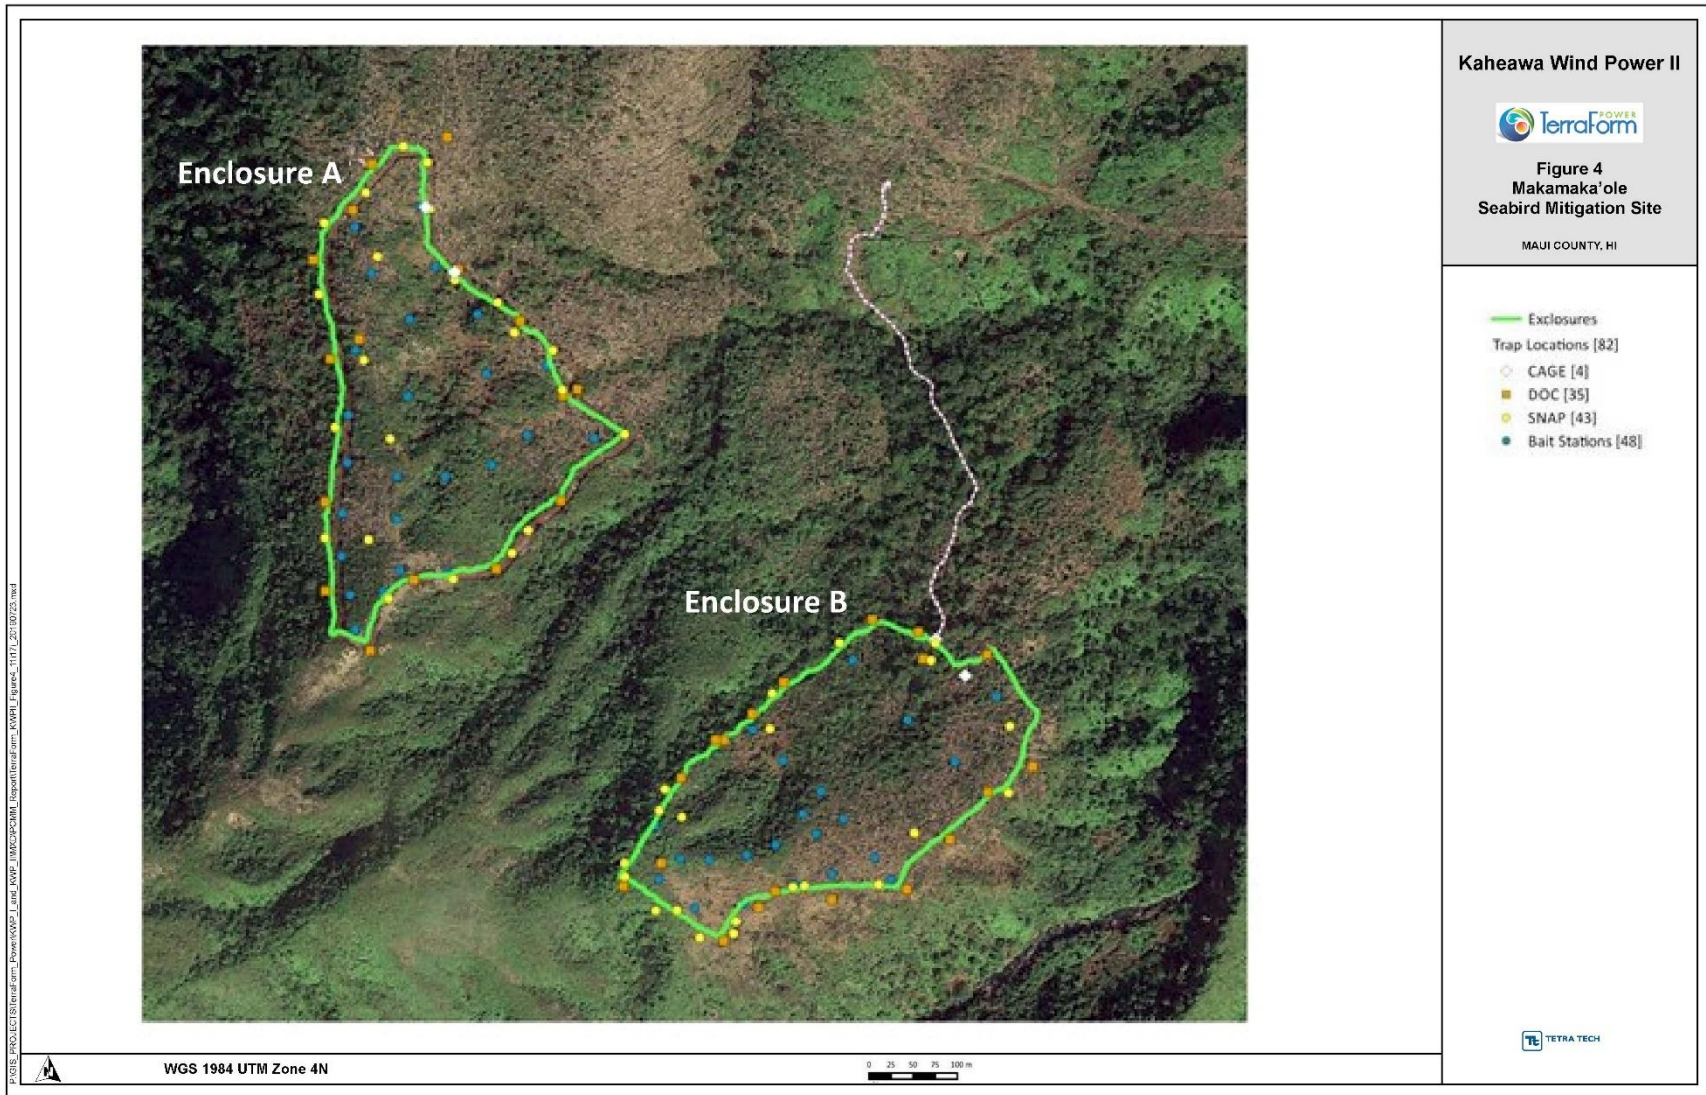 Kaheawa Wind Power II
TerraForm
POWER
Figure 4
Makamaka'ole
Seabird Mitigation Site
MAUI COUNTY, HI
Enclosure A
Enclosure B
Exclosures
Trap Locations [82]
CAGE [4]
DOC [35]
SNAP [43]
Bait Stations [48]
TETRA TECH
WGS 1984 UTM Zone 4N
0 25 50 75 100 m
N